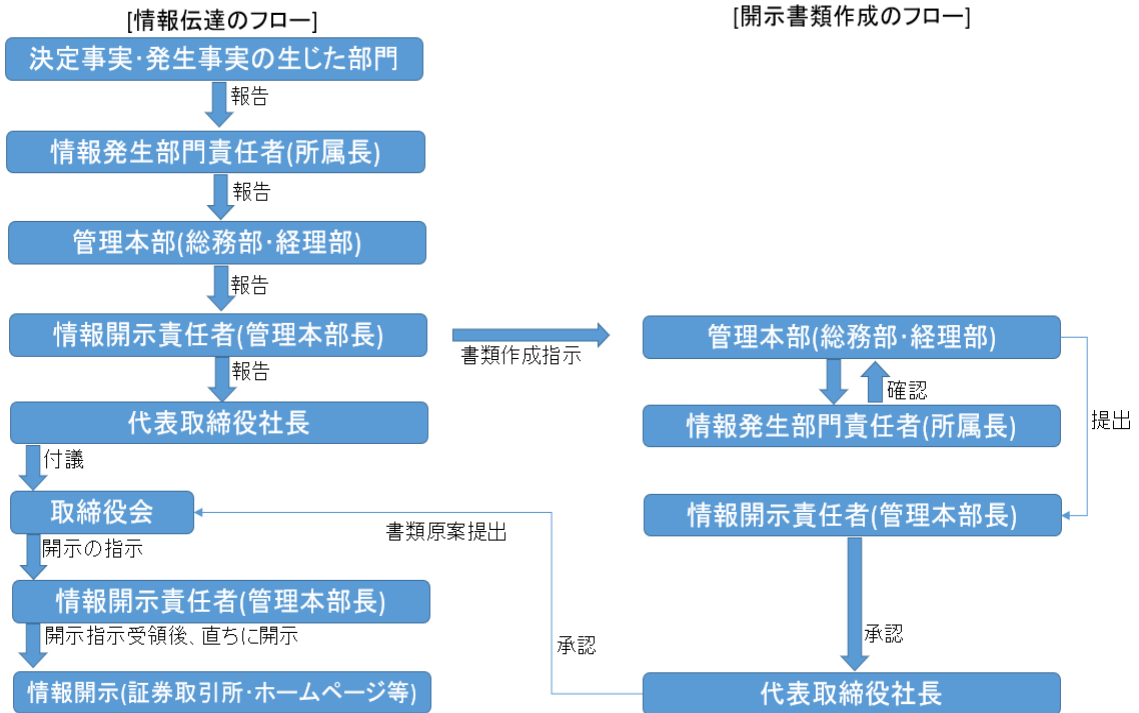 [情報伝達のフロー]
決定事実・発生事実の生じた部門
報告
情報発生部門責任者(所属長)
報告
管理本部(総務部・経理部)
報告
情報開示責任者(管理本部長)
報告
代表取締役社長
付議
取締役会
開示の指示
情報開示責任者(管理本部長)
開示指示受領後、直ちに開示
情報開示(証券取引所・ホームページ等)
書類作成指示
[開示書類作成のフロー]
管理本部(総務部・経理部)
確認
情報発生部門責任者(所属長)
提出
情報開示責任者(管理本部長)
承認
代表取締役社長
承認
書類原案提出